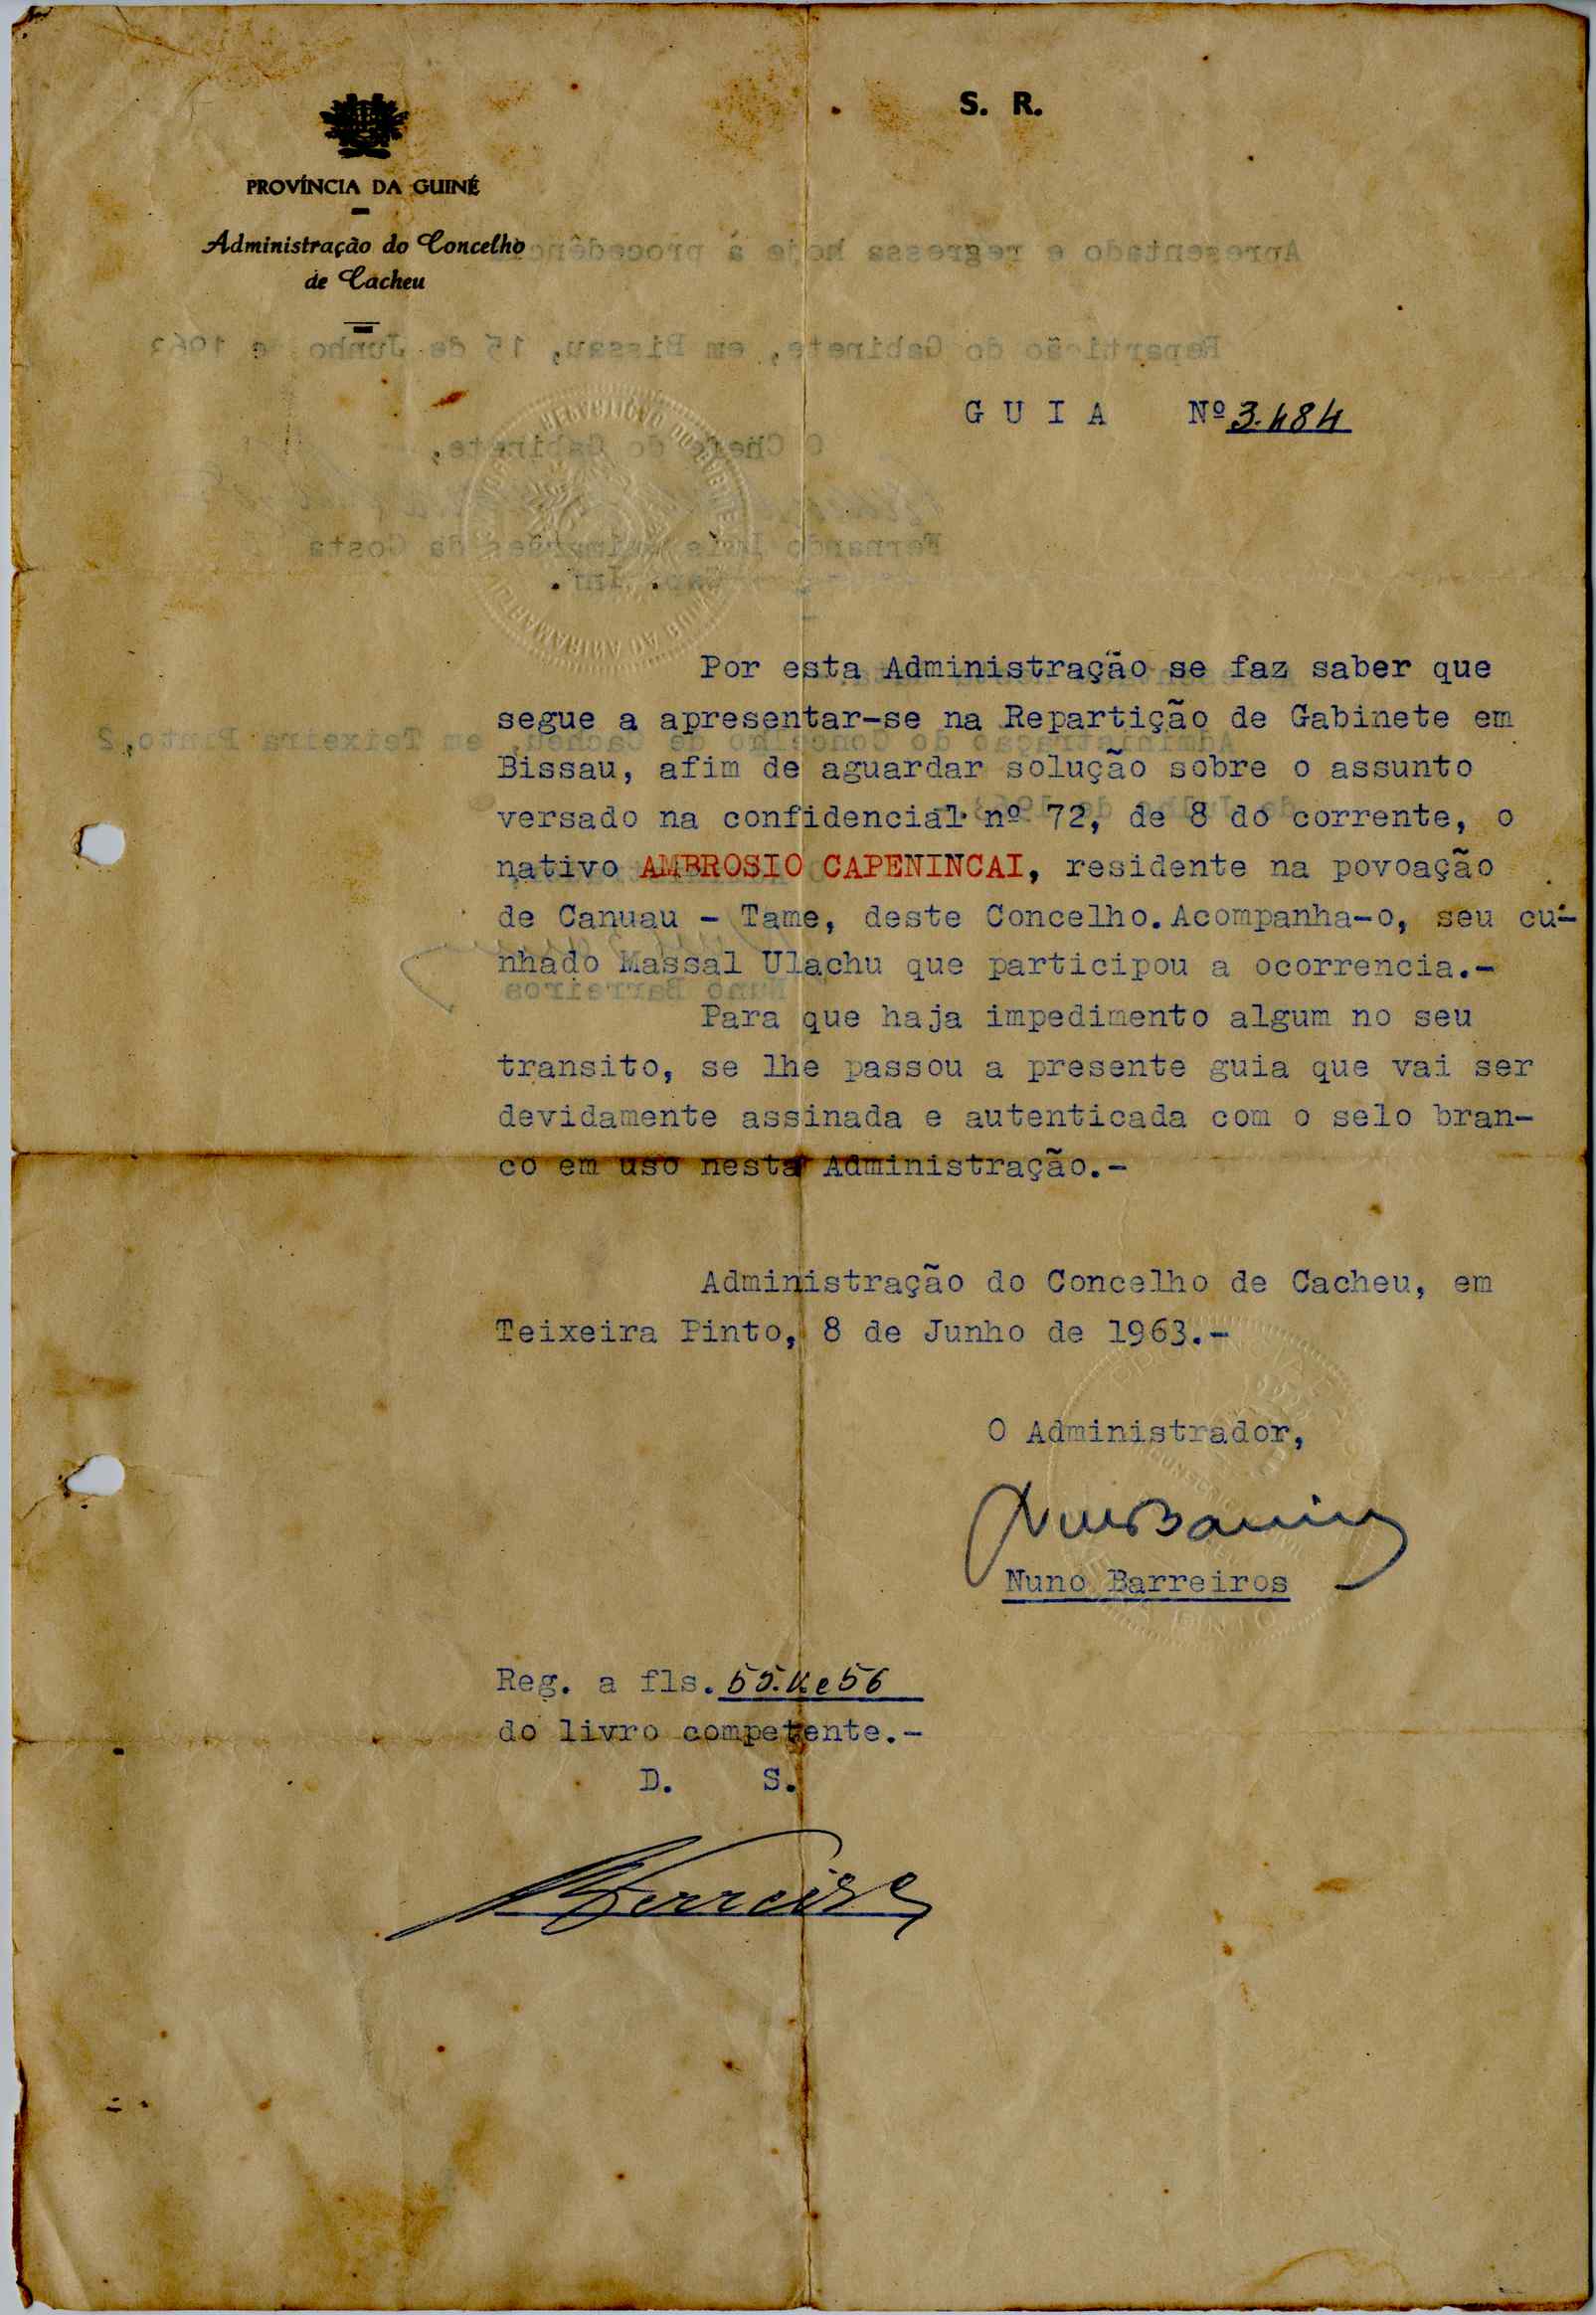 S. R.
PROVÍNCIA DA GUINÉ
Administração do Concelho
de Cacheu
GUIA Nº 3.484
Por esta Administração se faz saber que
segue a apresentar-se na Repartição de Gabinete em
Bissau, afim de aguardar solução sobre o assunto
versado na confidencial nº 72, de 8 do corrente, o
nativo AMBROSIO CAPENINCAI, residente na povoação
de Canuau - Tame, deste Concelho. Acompanha-o, seu cu-
nhado Massal Ulachu que participou a ocorrencia.-
Para que haja impedimento algum no seu
transito, se lhe passou a presente guia que vai ser
devidamente assinada e autenticada com o selo bran-
co em uso nesta Administração.-
Administração do Concelho de Cacheu, em
Teixeira Pinto, 8 de Junho de 1963.-
O Administrador,
Nuno Barreiros
Reg. a fls. 55.V e 56
do livro competente.-
D. S.
Ferreira